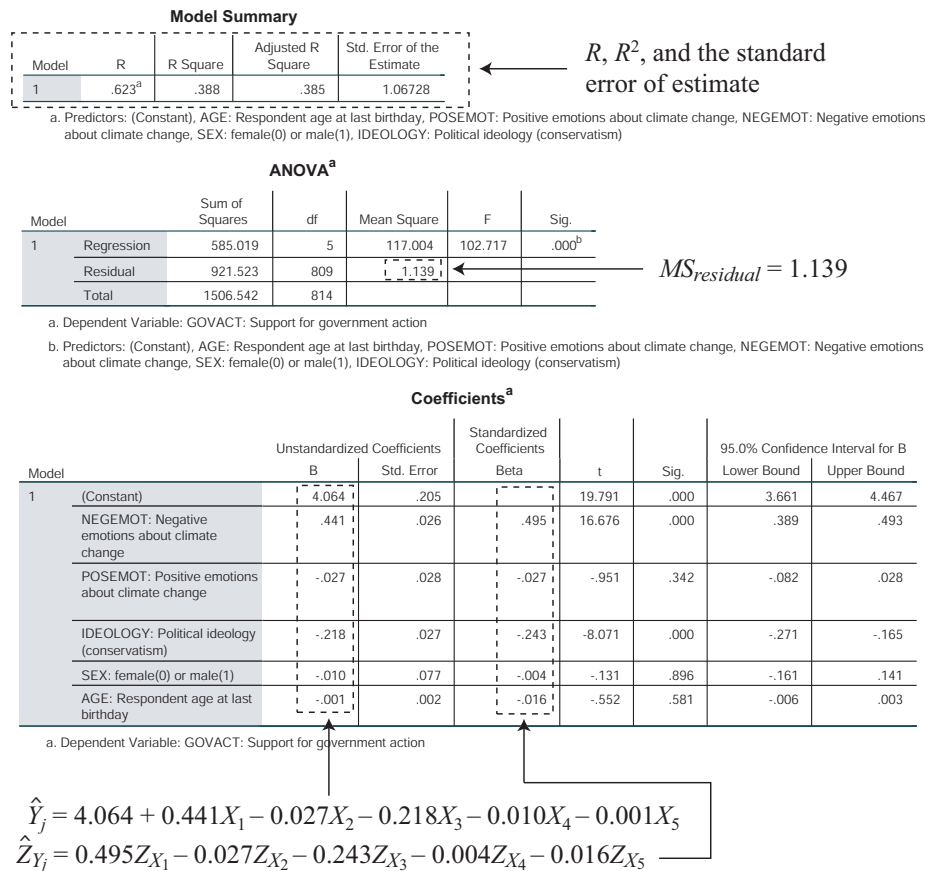 Model Summary
Model R R Square Adjusted R Square Std. Error of the Estimate
1 .623a .388 .385 1.06728
R, R², and the standard
error of estimate
a. Predictors: (Constant), AGE: Respondent age at last birthday, POSEMOT: Positive emotions about climate change, NEGEMOT: Negative emotions
about climate change, SEX: female(0) or male(1), IDEOLOGY: Political ideology (conservatism)
ANOVAa
Model Sum of Squares df Mean Square F Sig.
1 Regression 585.019 5 117.004 102.717 .000b
Residual 921.523 809 1.139
Total 1506.542 814
MSresidual = 1.139
a. Dependent Variable: GOVACT: Support for government action
b. Predictors: (Constant), AGE: Respondent age at last birthday, POSEMOT: Positive emotions about climate change, NEGEMOT: Negative emotions
about climate change, SEX: female(0) or male(1), IDEOLOGY: Political ideology (conservatism)
Coefficientsa
Unstandardized Coefficients Standardized Coefficients 95.0% Confidence Interval for B
Model B Std. Error Beta t Sig. Lower Bound Upper Bound
1 (Constant) 4.064 .205 19.791 .000 3.661 4.467
NEGEMOT: Negative emotions about climate change .441 .026 .495 16.676 .000 .389 .493
POSEMOT: Positive emotions about climate change -.027 .028 -.027 -.951 .342 -.082 .028
IDEOLOGY: Political ideology (conservatism) -.218 .027 -.243 -8.071 .000 -.271 -.165
SEX: female(0) or male(1) -.010 .077 -.004 -.131 .896 -.161 .141
AGE: Respondent age at last birthday -.001 .002 -.016 -.552 .581 -.006 .003
a. Dependent Variable: GOVACT: Support for government action
Ŷj = 4.064 + 0.441X1 – 0.027X2 – 0.218X3 – 0.010X4 – 0.001X5
ẐYj = 0.495ZX1 – 0.027ZX2 – 0.243ZX3 – 0.004ZX4 – 0.016ZX5